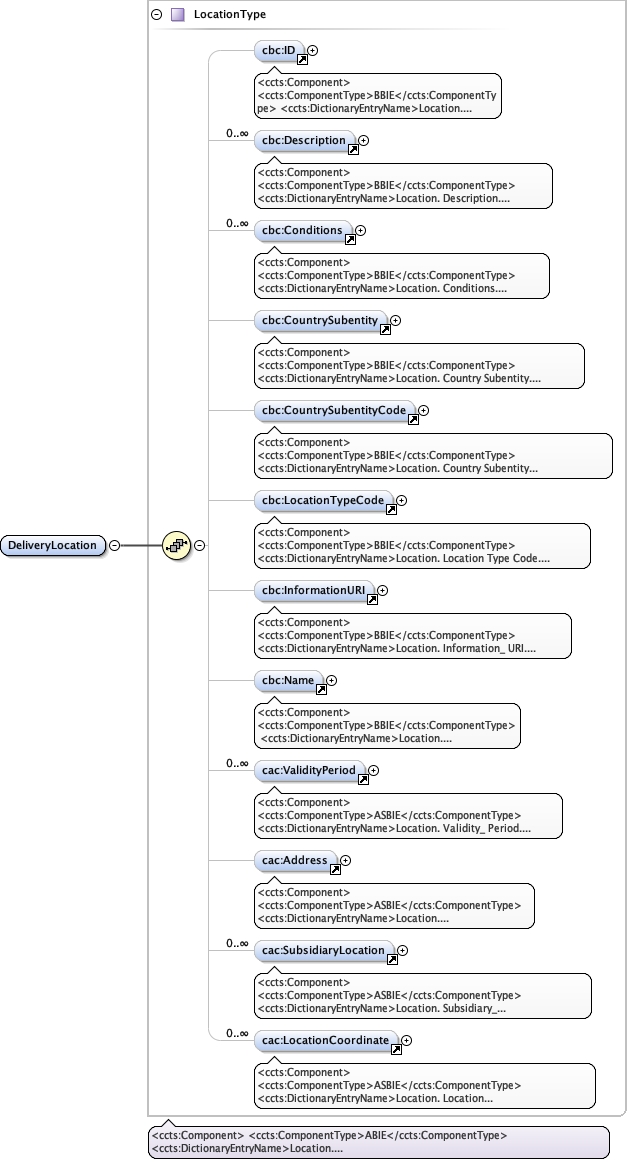 LocationType
cbc:ID
<ccts:Component>
<ccts:ComponentType>BBIE</ccts:ComponentTy
pe> <ccts:DictionaryEntryName>Location....
0..∞
cbc:Description
<ccts:Component>
<ccts:ComponentType>BBIE</ccts:ComponentType>
<ccts:DictionaryEntryName>Location. Description....
0..∞
cbc:Conditions
<ccts:Component>
<ccts:ComponentType>BBIE</ccts:ComponentType>
<ccts:DictionaryEntryName>Location. Conditions....
cbc:CountrySubentity
<ccts:Component>
<ccts:ComponentType>BBIE</ccts:ComponentType>
<ccts:DictionaryEntryName>Location. Country Subentity....
cbc:CountrySubentityCode
<ccts:Component>
<ccts:ComponentType>BBIE</ccts:ComponentType>
<ccts:DictionaryEntryName>Location. Country Subentity...
cbc:LocationTypeCode
<ccts:Component>
<ccts:ComponentType>BBIE</ccts:ComponentType>
<ccts:DictionaryEntryName>Location. Location Type Code....
DeliveryLocation
cbc:InformationURI
<ccts:Component>
<ccts:ComponentType>BBIE</ccts:ComponentType>
<ccts:DictionaryEntryName>Location. Information_ URI....
cbc:Name
<ccts:Component>
<ccts:ComponentType>BBIE</ccts:ComponentType>
<ccts:DictionaryEntryName>Location....
0..∞
cac:ValidityPeriod
<ccts:Component>
<ccts:ComponentType>ASBIE</ccts:ComponentType>
<ccts:DictionaryEntryName>Location. Validity_ Period....
cac:Address
<ccts:Component>
<ccts:ComponentType>ASBIE</ccts:ComponentType>
<ccts:DictionaryEntryName>Location....
0..∞
cac:SubsidiaryLocation
<ccts:Component>
<ccts:ComponentType>ASBIE</ccts:ComponentType>
<ccts:DictionaryEntryName>Location. Subsidiary_...
0..∞
cac:LocationCoordinate
<ccts:Component>
<ccts:ComponentType>ASBIE</ccts:ComponentType>
<ccts:DictionaryEntryName>Location. Location...
<ccts:Component> <ccts:ComponentType>ABIE</ccts:ComponentType>
<ccts:DictionaryEntryName>Location....